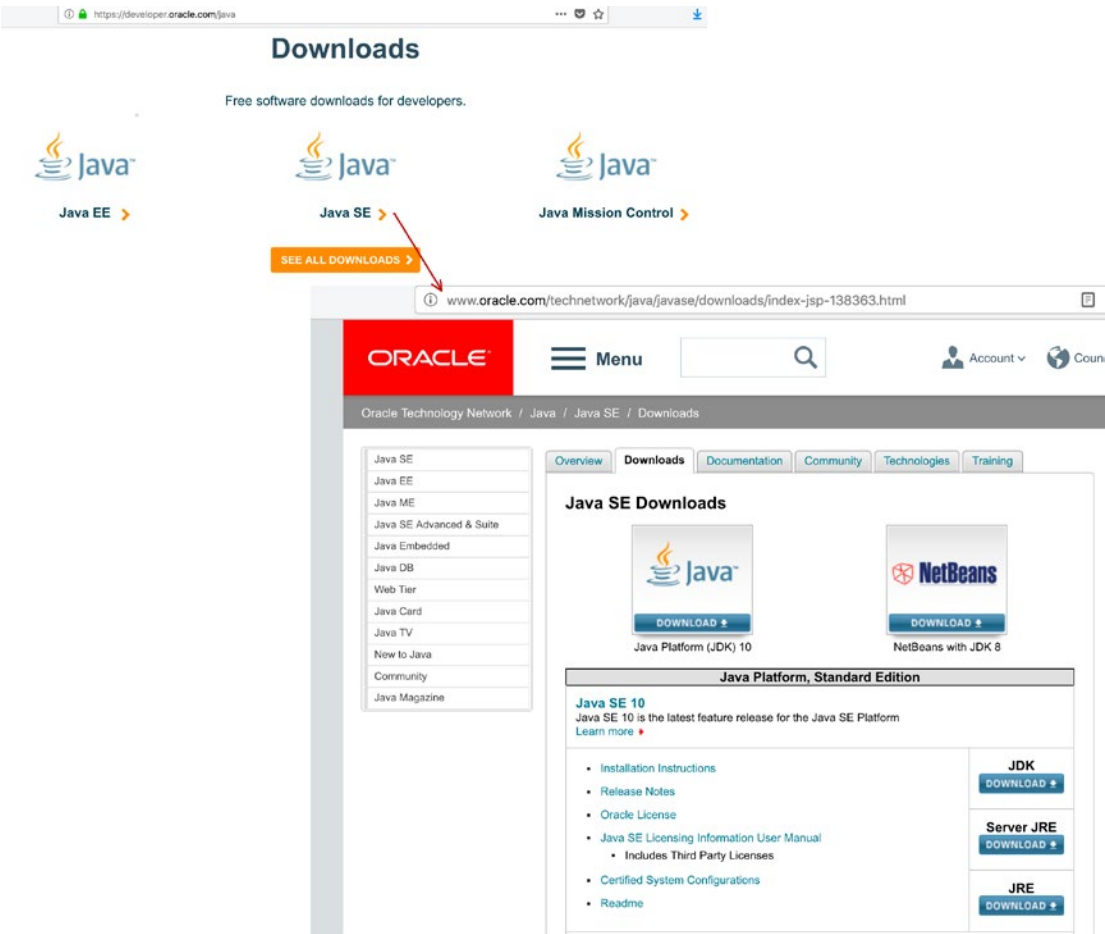 https://developer.oracle.com/java
Downloads
Free software downloads for developers.
Java™ Java™ Java™
Java EE Java SE Java Mission Control
SEE ALL DOWNLOADS
www.oracle.com/technetwork/java/javase/downloads/index-jsp-138363.html
ORACLE Menu Account
Oracle Technology Network / Java / Java SE / Downloads
Java SE
Java EE
Java ME
Java SE Advanced & Suite
Java Embedded
Java DB
Web Tier
Java Card
Java TV
New to Java
Community
Java Magazine
Overview Downloads Documentation Community Technologies Training
Java SE Downloads
Java™ NetBeans
DOWNLOAD DOWNLOAD
Java Platform (JDK) 10 NetBeans with JDK 8
Java Platform, Standard Edition
Java SE 10
Java SE 10 is the latest feature release for the Java SE Platform
Learn more
Installation Instructions
Release Notes
Oracle License
Java SE Licensing Information User Manual
Includes Third Party Licenses
Certified System Configurations
Readme
JDK
DOWNLOAD
Server JRE
DOWNLOAD
JRE
DOWNLOAD